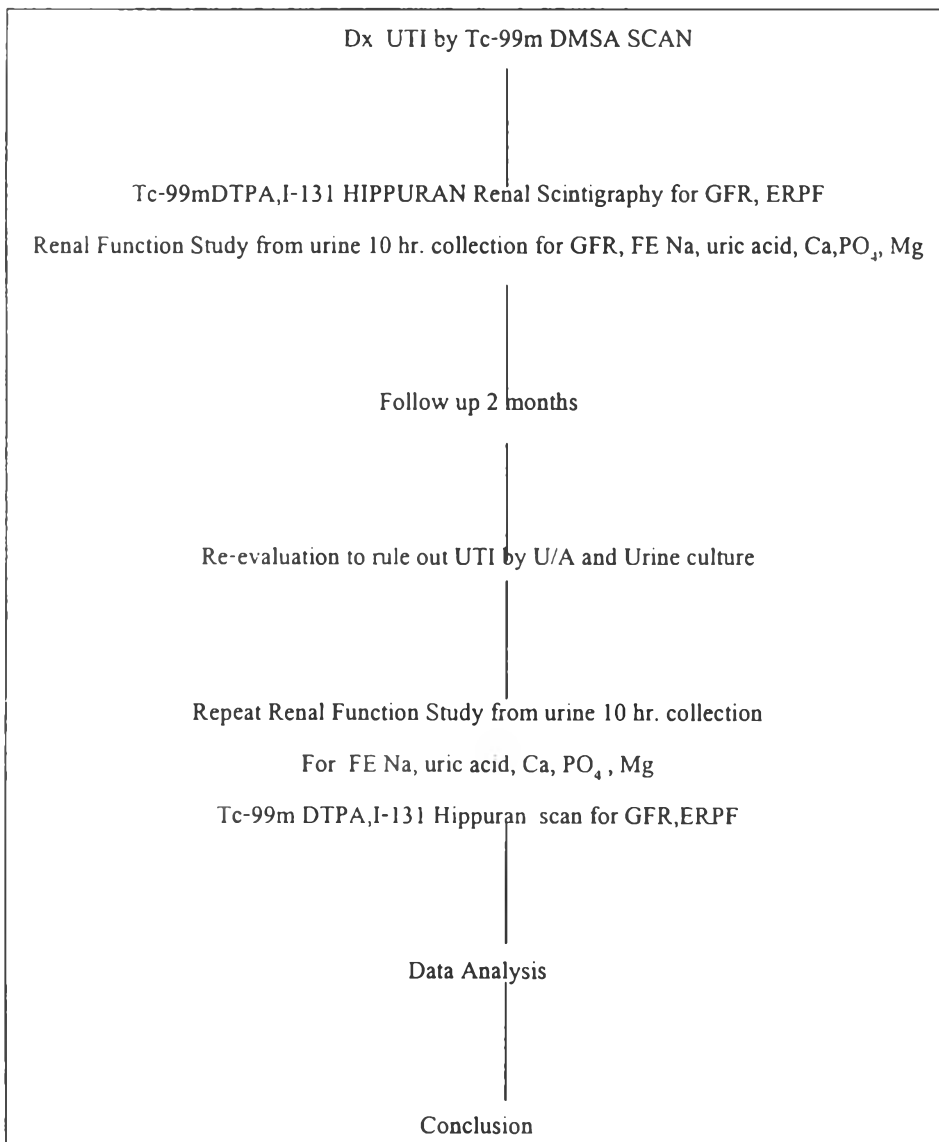 Dx UTI by Tc-99m DMSA SCAN
Tc-99mDTPA,I-131 HIPPURAN Renal Scintigraphy for GFR, ERPF
Renal Function Study from urine 10 hr. collection for GFR, FE Na, uric acid, Ca,PO₄, Mg
Follow up 2 months
Re-evaluation to rule out UTI by U/A and Urine culture
Repeat Renal Function Study from urine 10 hr. collection
For FE Na, uric acid, Ca, PO₄ , Mg
Tc-99m DTPA,I-131 Hippuran scan for GFR,ERPF
Data Analysis
Conclusion